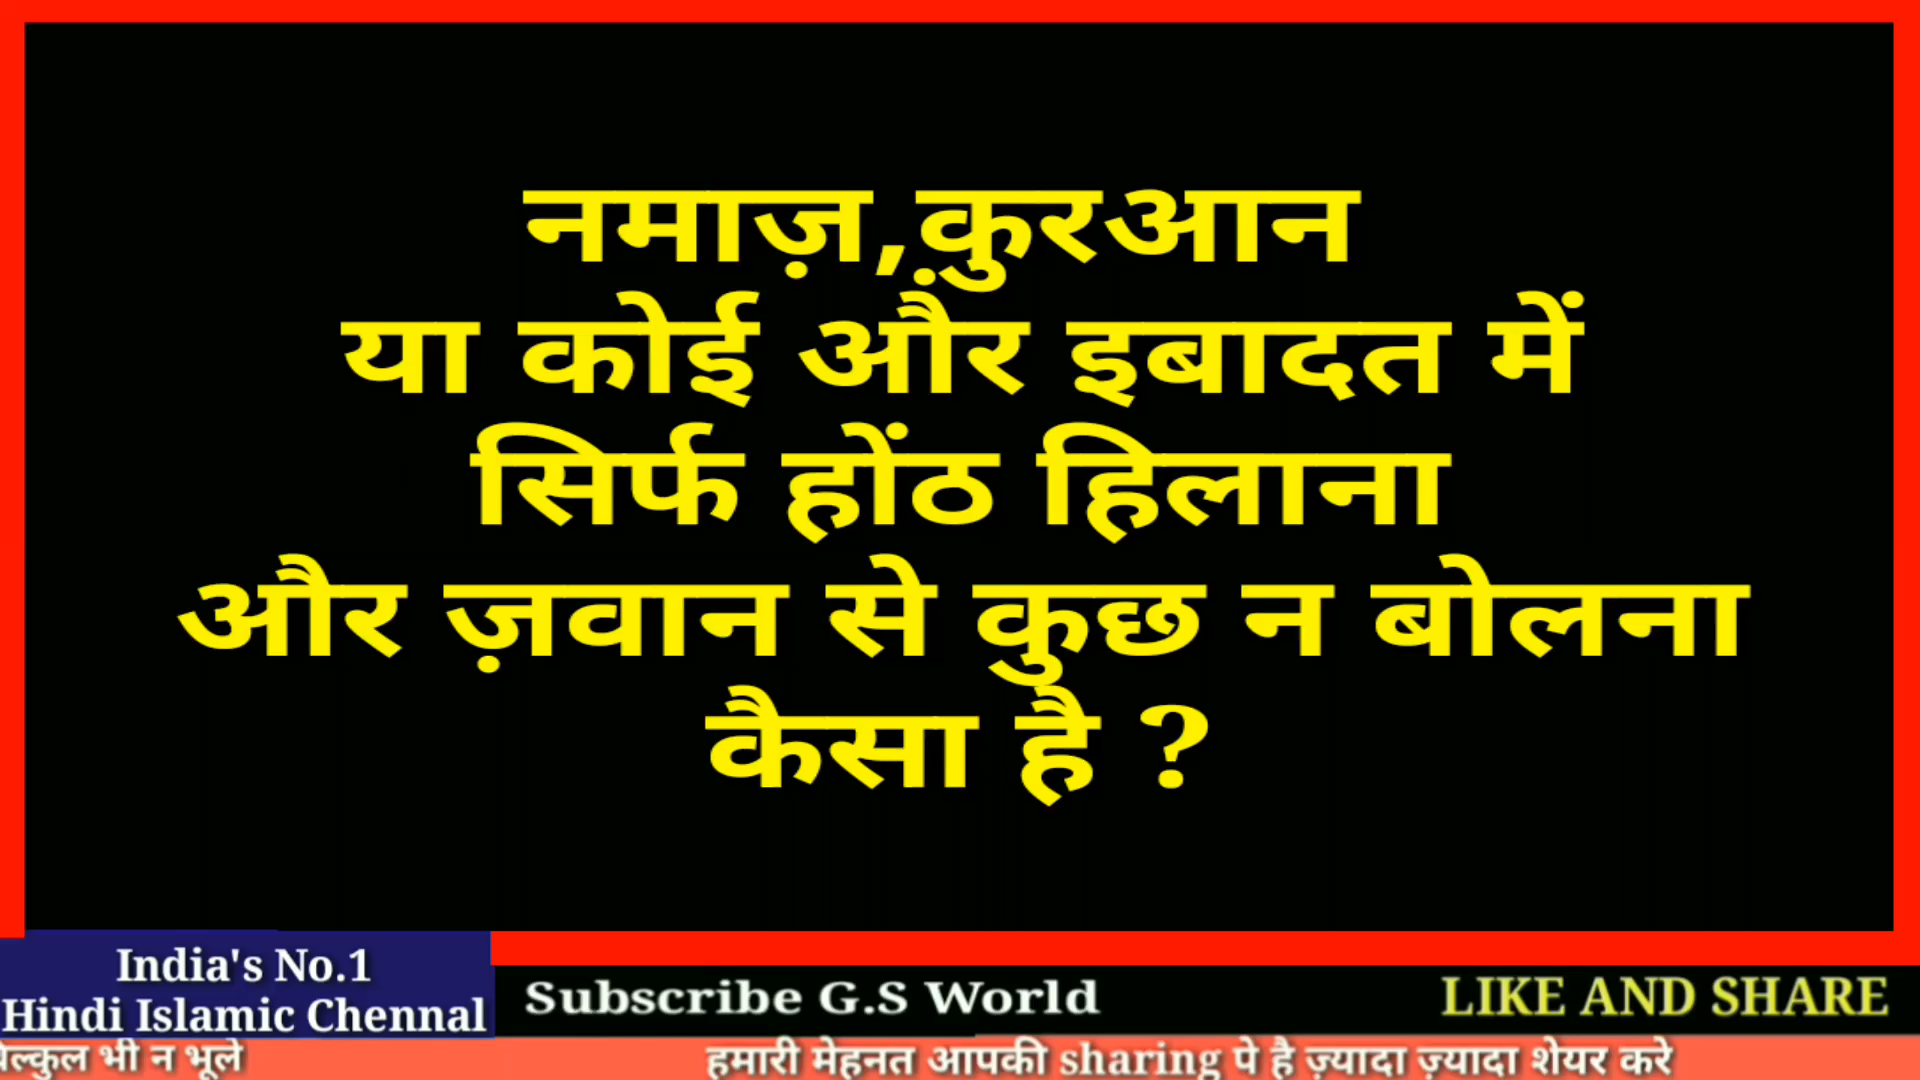 नमाज़,क़ुरआन
या कोई और इबादत में
सिर्फ होंठ हिलाना
और ज़वान से कुछ न बोलना
कैसा है ?
India's No.1
Hindi Islamic Chennal
Subscribe G.S World
LIKE AND SHARE
भी न भूले
हमारी मेहनत आपकी sharing पे है ज़्यादा ज़्यादा शेयर करे